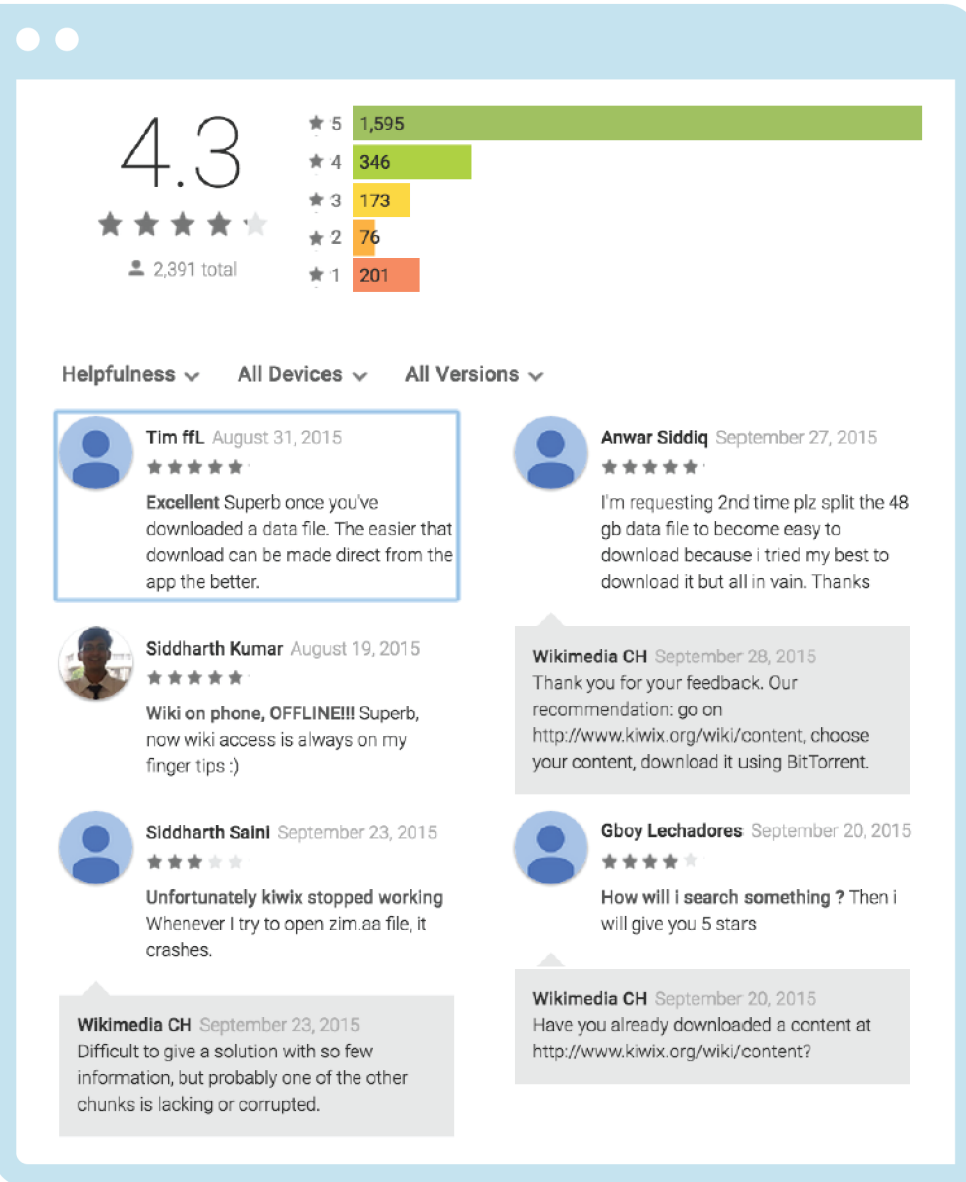 4.3
2,391 total
5 1,595
4 346
3 173
2 76
1 201
Helpfulness All Devices All Versions
Tim ffL August 31, 2015
Excellent Superb once you've
downloaded a data file. The easier that
download can be made direct from the
app the better.
Siddharth Kumar August 19, 2015
Wiki on phone, OFFLINE!!! Superb,
now wiki access is always on my
finger tips :)
Siddharth Saini September 23, 2015
Unfortunately kiwix stopped working
Whenever I try to open zim.aa file, it
crashes.
Wikimedia CH September 23, 2015
Difficult to give a solution with so few
information, but probably one of the other
chunks is lacking or corrupted.
Anwar Siddiq September 27, 2015
I'm requesting 2nd time plz split the 48
gb data file to become easy to
download because i tried my best to
download it but all in vain. Thanks
Wikimedia CH September 28, 2015
Thank you for your feedback. Our
recommendation: go on
http://www.kiwix.org/wiki/content, choose
your content, download it using BitTorrent.
Gboy Lechadores September 20, 2015
How will i search something ? Then i
will give you 5 stars
Wikimedia CH September 20, 2015
Have you already downloaded a content at
http://www.kiwix.org/wiki/content?